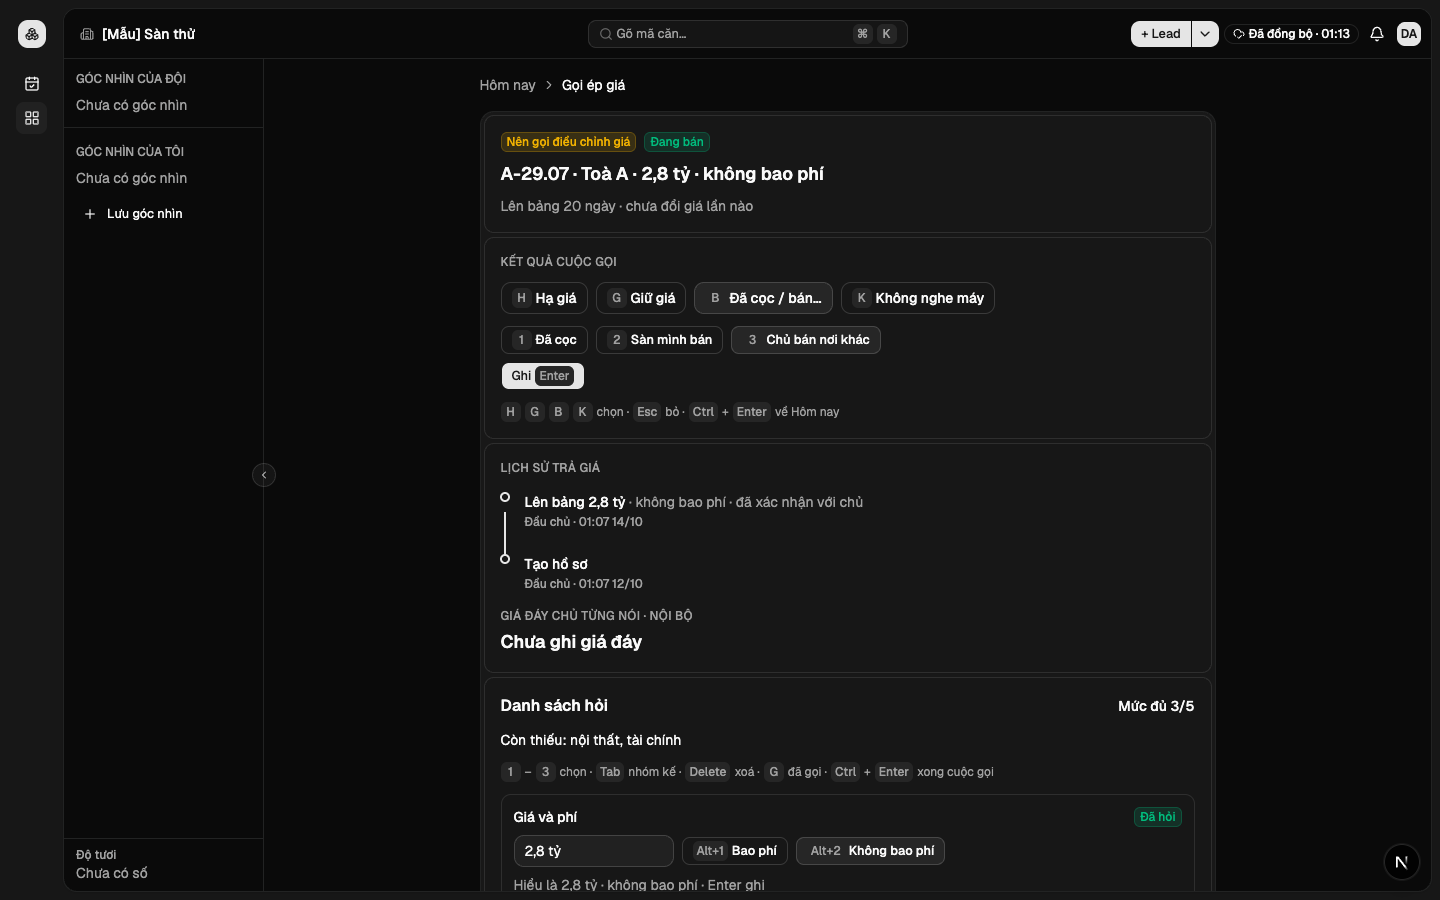 [Mẫu] Sàn thử
Gõ mã căn... ⌘ K
+ Lead
Đã đồng bộ · 01:13
DA
GÓC NHÌN CỦA ĐỘI
Chưa có góc nhìn
GÓC NHÌN CỦA TÔI
Chưa có góc nhìn
+ Lưu góc nhìn
Độ tươi
Chưa có số
Hôm nay > Gọi ép giá
Nên gọi điều chỉnh giá Đang bán
A-29.07 · Toà A · 2,8 tỷ · không bao phí
Lên bảng 20 ngày · chưa đổi giá lần nào
KẾT QUẢ CUỘC GỌI
H Hạ giá G Giữ giá B Đã cọc / bán... K Không nghe máy
1 Đã cọc 2 Sàn mình bán 3 Chủ bán nơi khác
Ghi Enter
H G B K chọn · Esc bỏ · Ctrl + Enter về Hôm nay
LỊCH SỬ TRẢ GIÁ
Lên bảng 2,8 tỷ · không bao phí · đã xác nhận với chủ
Đầu chủ · 01:07 14/10
Tạo hồ sơ
Đầu chủ · 01:07 12/10
GIÁ ĐÁY CHỦ TỪNG NÓI · NỘI BỘ
Chưa ghi giá đáy
Danh sách hỏi Mức đủ 3/5
Còn thiếu: nội thất, tài chính
1 – 3 chọn · Tab nhóm kế · Delete xoá · G đã gọi · Ctrl + Enter xong cuộc gọi
Giá và phí Đã hỏi
2,8 tỷ Alt+1 Bao phí Alt+2 Không bao phí
Hiểu là 2,8 tỷ · không bao phí · Enter ghi
N